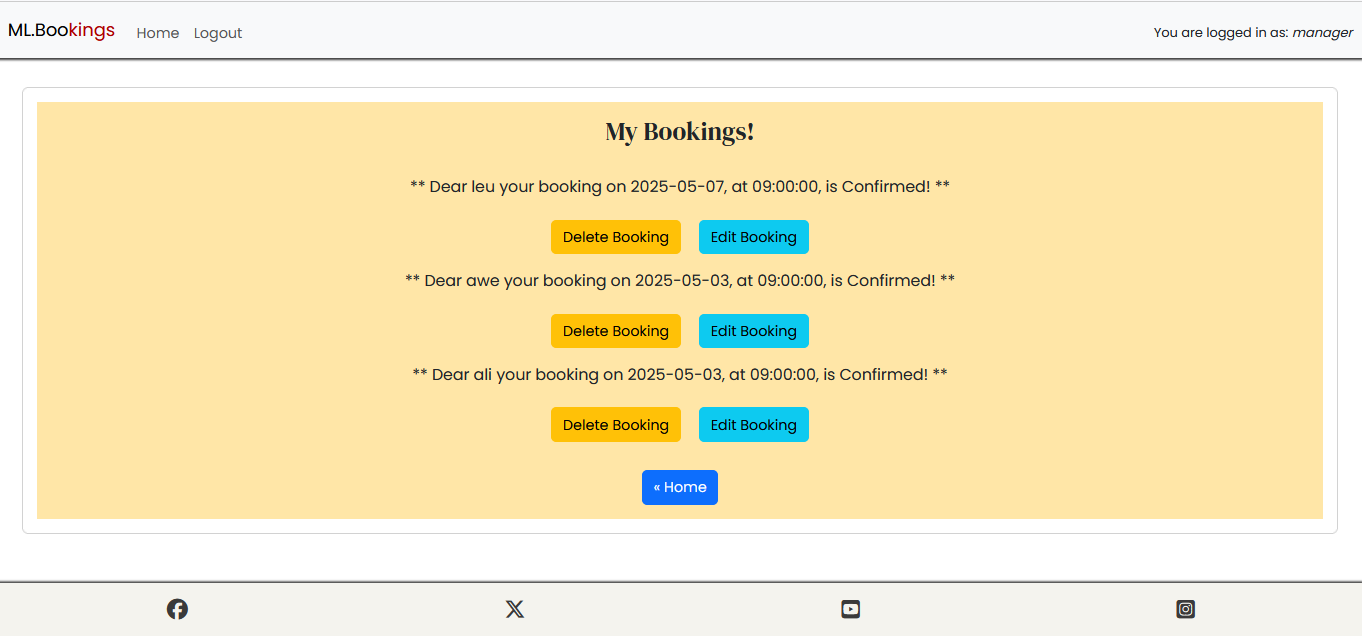 ML.Bookings Home Logout You are logged in as: manager
My Bookings!
** Dear leu your booking on 2025-05-07, at 09:00:00, is Confirmed! **
Delete Booking Edit Booking
** Dear awe your booking on 2025-05-03, at 09:00:00, is Confirmed! **
Delete Booking Edit Booking
** Dear ali your booking on 2025-05-03, at 09:00:00, is Confirmed! **
Delete Booking Edit Booking
« Home